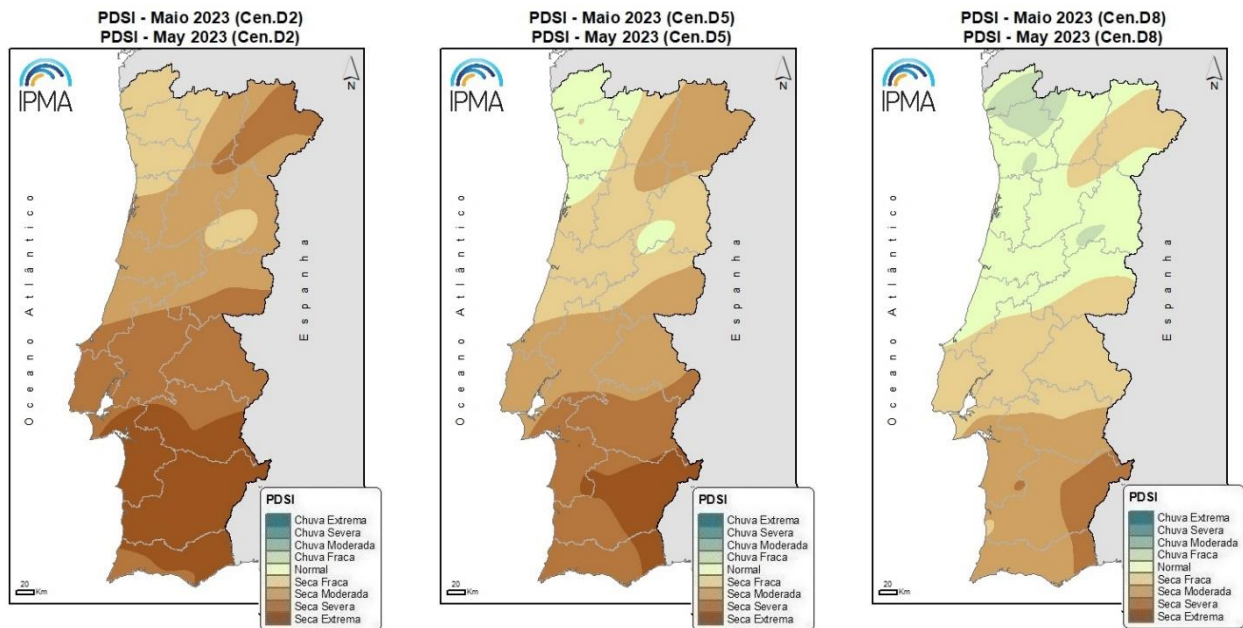 PDSI - Maio 2023 (Cen.D2)
PDSI - May 2023 (Cen.D2)
IPMA
N
Oceano Atlântico
Espanha
PDSI
Chuva Extrema
Chuva Severa
Chuva Moderada
Chuva Fraca
Normal
Seca Fraca
Seca Moderada
Seca Severa
Seca Extrema
20
Km
PDSI - Maio 2023 (Cen.D5)
PDSI - May 2023 (Cen.D5)
IPMA
N
Oceano Atlântico
Espanha
PDSI
Chuva Extrema
Chuva Severa
Chuva Moderada
Chuva Fraca
Normal
Seca Fraca
Seca Moderada
Seca Severa
Seca Extrema
20
Km
PDSI - Maio 2023 (Cen.D8)
PDSI - May 2023 (Cen.D8)
IPMA
N
Oceano Atlântico
Espanha
PDSI
Chuva Extrema
Chuva Severa
Chuva Moderada
Chuva Fraca
Normal
Seca Fraca
Seca Moderada
Seca Severa
Seca Extrema
20
Km